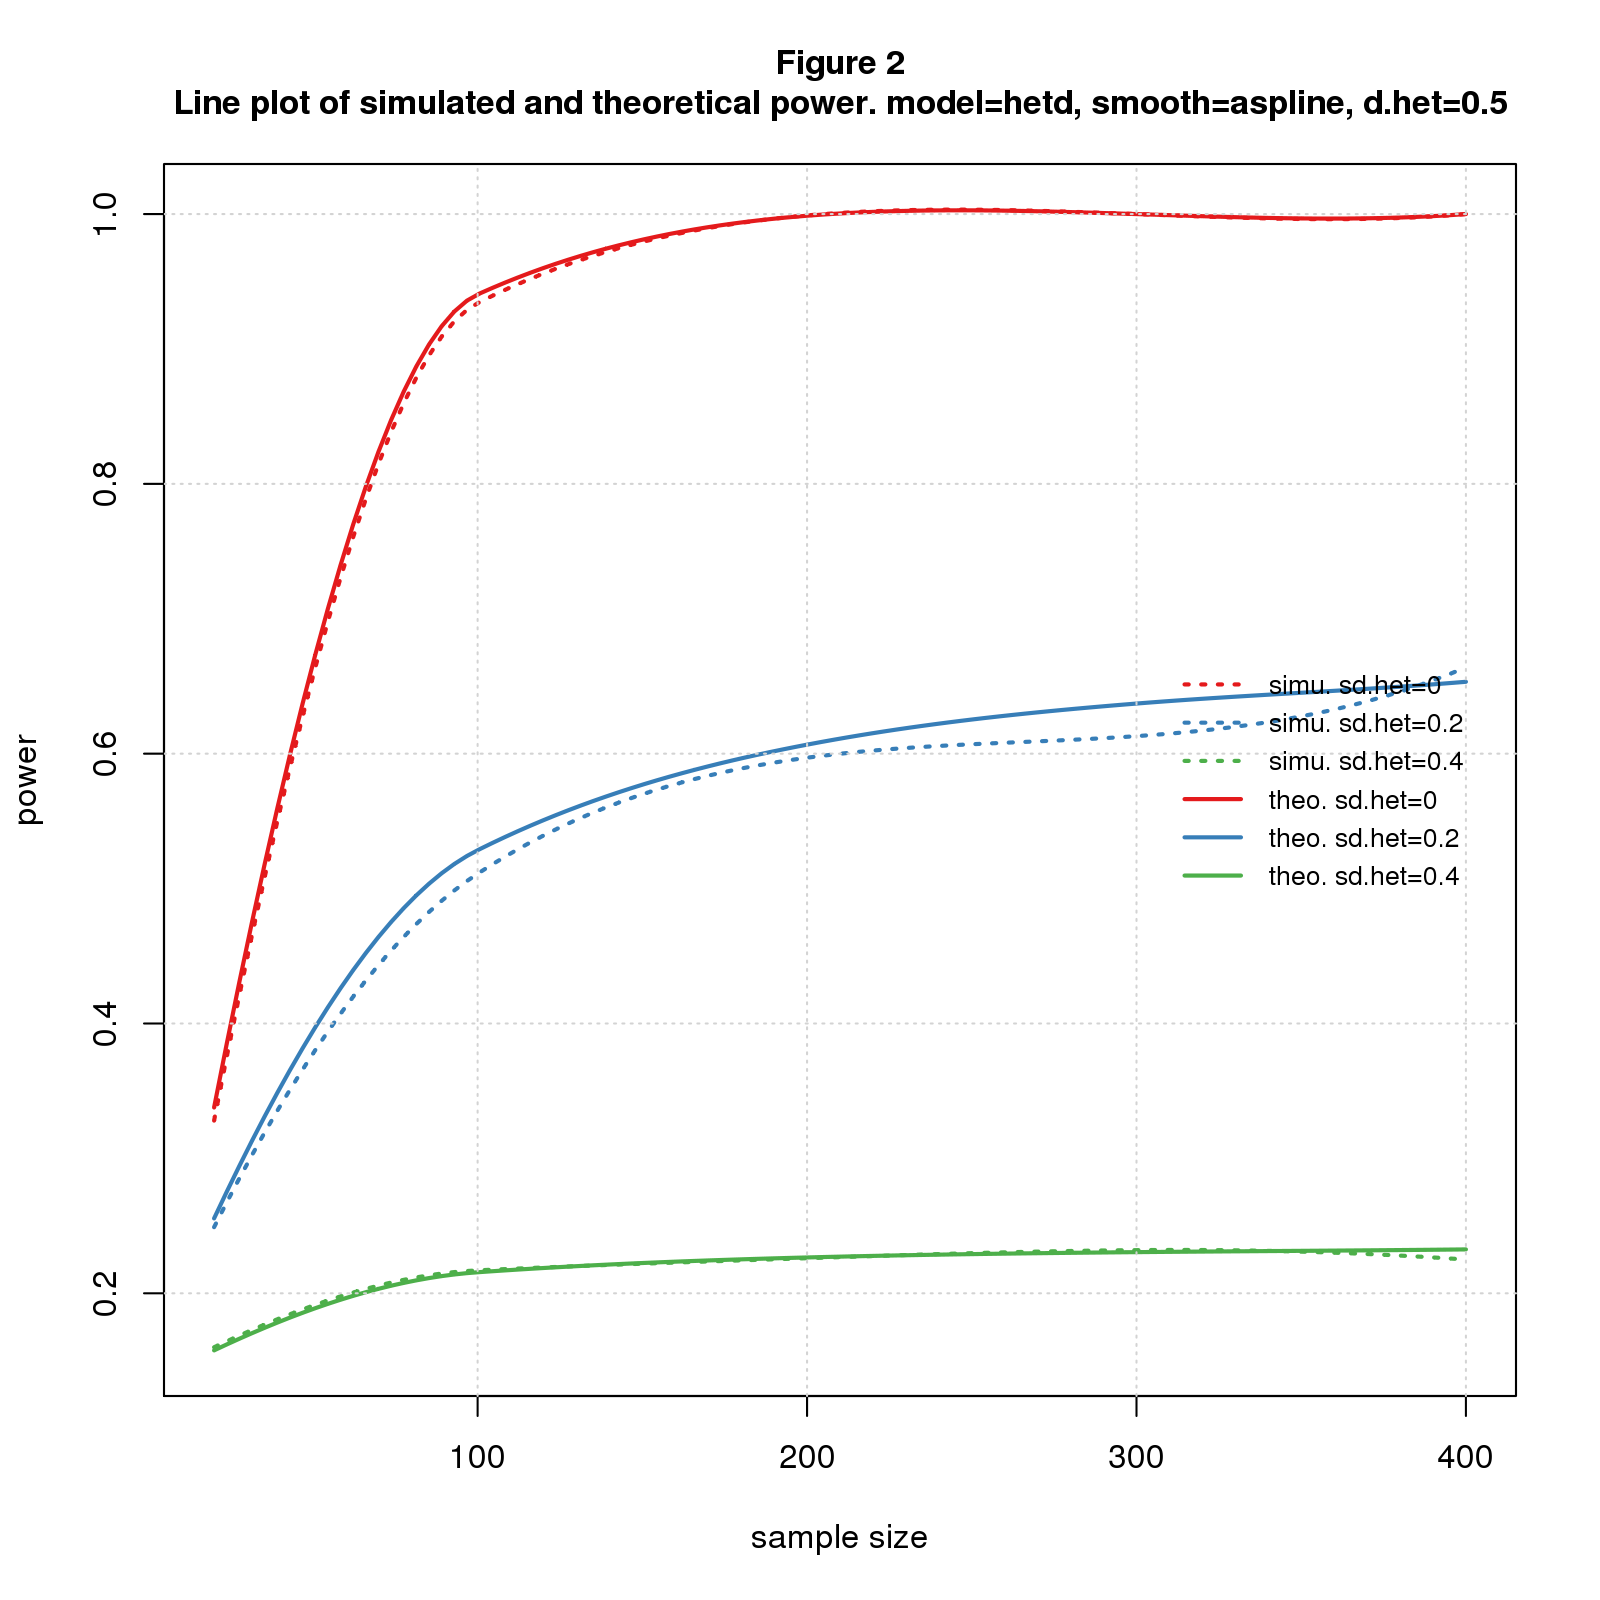 Figure 2
Line plot of simulated and theoretical power. model=hetd, smooth=aspline, d.het=0.5
1.0
0.8
0.6
0.4
0.2
power
simu. sd.het=0
simu. sd.het=0.2
simu. sd.het=0.4
theo. sd.het=0
theo. sd.het=0.2
theo. sd.het=0.4
100 200 300 400
sample size